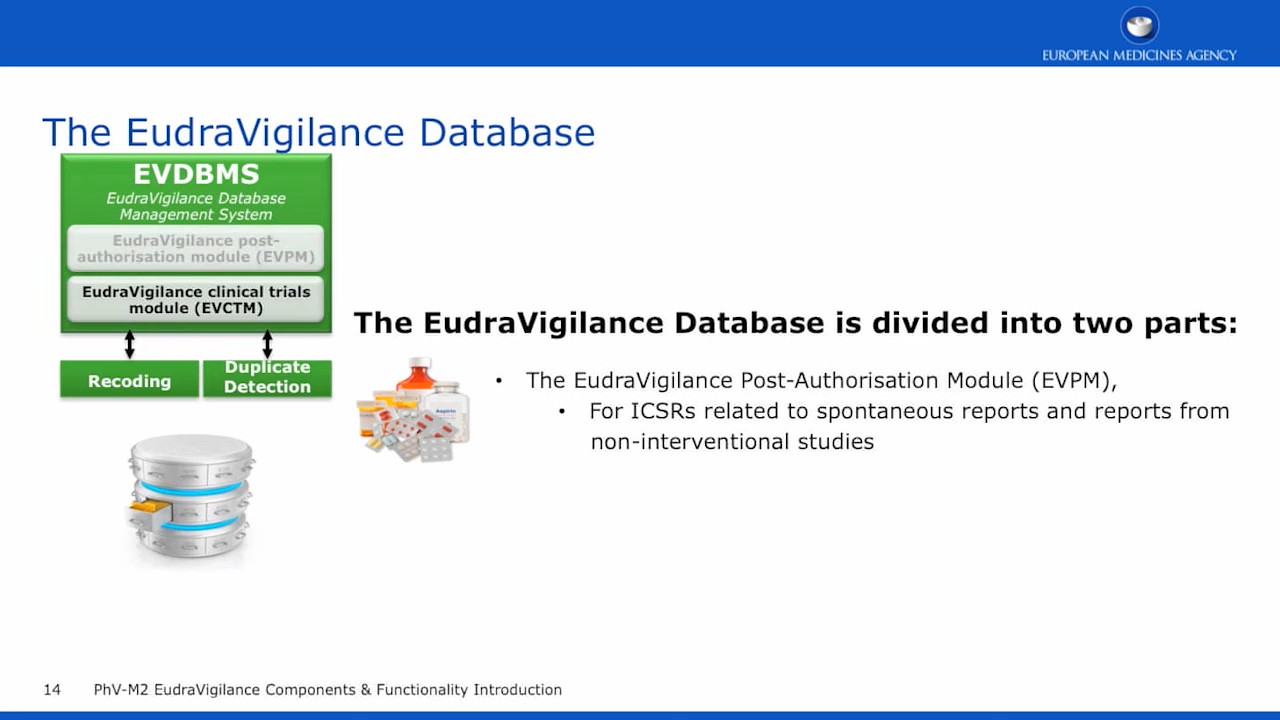 EUROPEAN MEDICINES AGENCY
The EudraVigilance Database
EVDBMS
EudraVigilance Database
Management System
EudraVigilance post-
authorisation module (EVPM)
EudraVigilance clinical trials
module (EVCTM)
Recoding
Duplicate
Detection
The EudraVigilance Database is divided into two parts:
• The EudraVigilance Post-Authorisation Module (EVPM),
• For ICSRs related to spontaneous reports and reports from
non-interventional studies
Aspirin
14 PhV-M2 EudraVigilance Components & Functionality Introduction